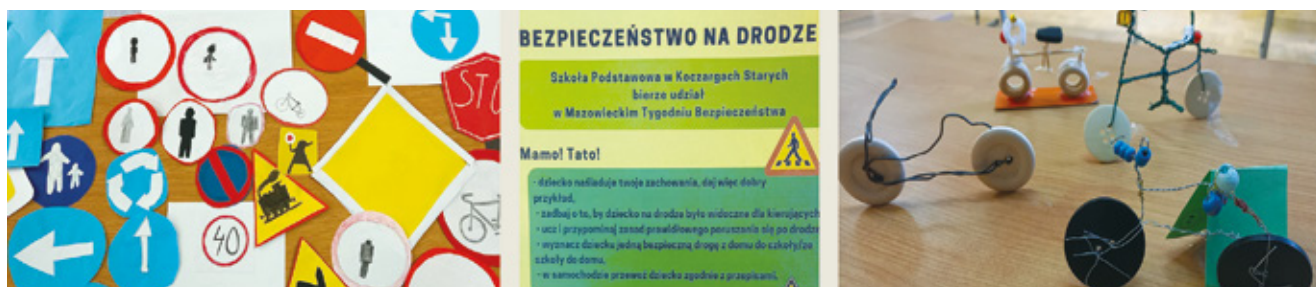 STO
40
BEZPIECZEŃSTWO NA DRODZE
Szkoła Podstawowa w Koczargach Starych
bierze udział
w Mazowieckim Tygodniu Bezpieczeństwa
Mamo! Tato!
- dziecko naśladuje twoje zachowania, daj więc dobry
przykład,
- zadbaj o to, by dziecko na drodze było widoczne dla kierujących
- ucz i przypominaj zasad prawidłowego poruszania się po drodze
- wyznacz dziecku jedną bezpieczną drogę z domu do szkoły/ze
szkoły do domu,
- w samochodzie przewoź dziecko zgodnie z przepisami,